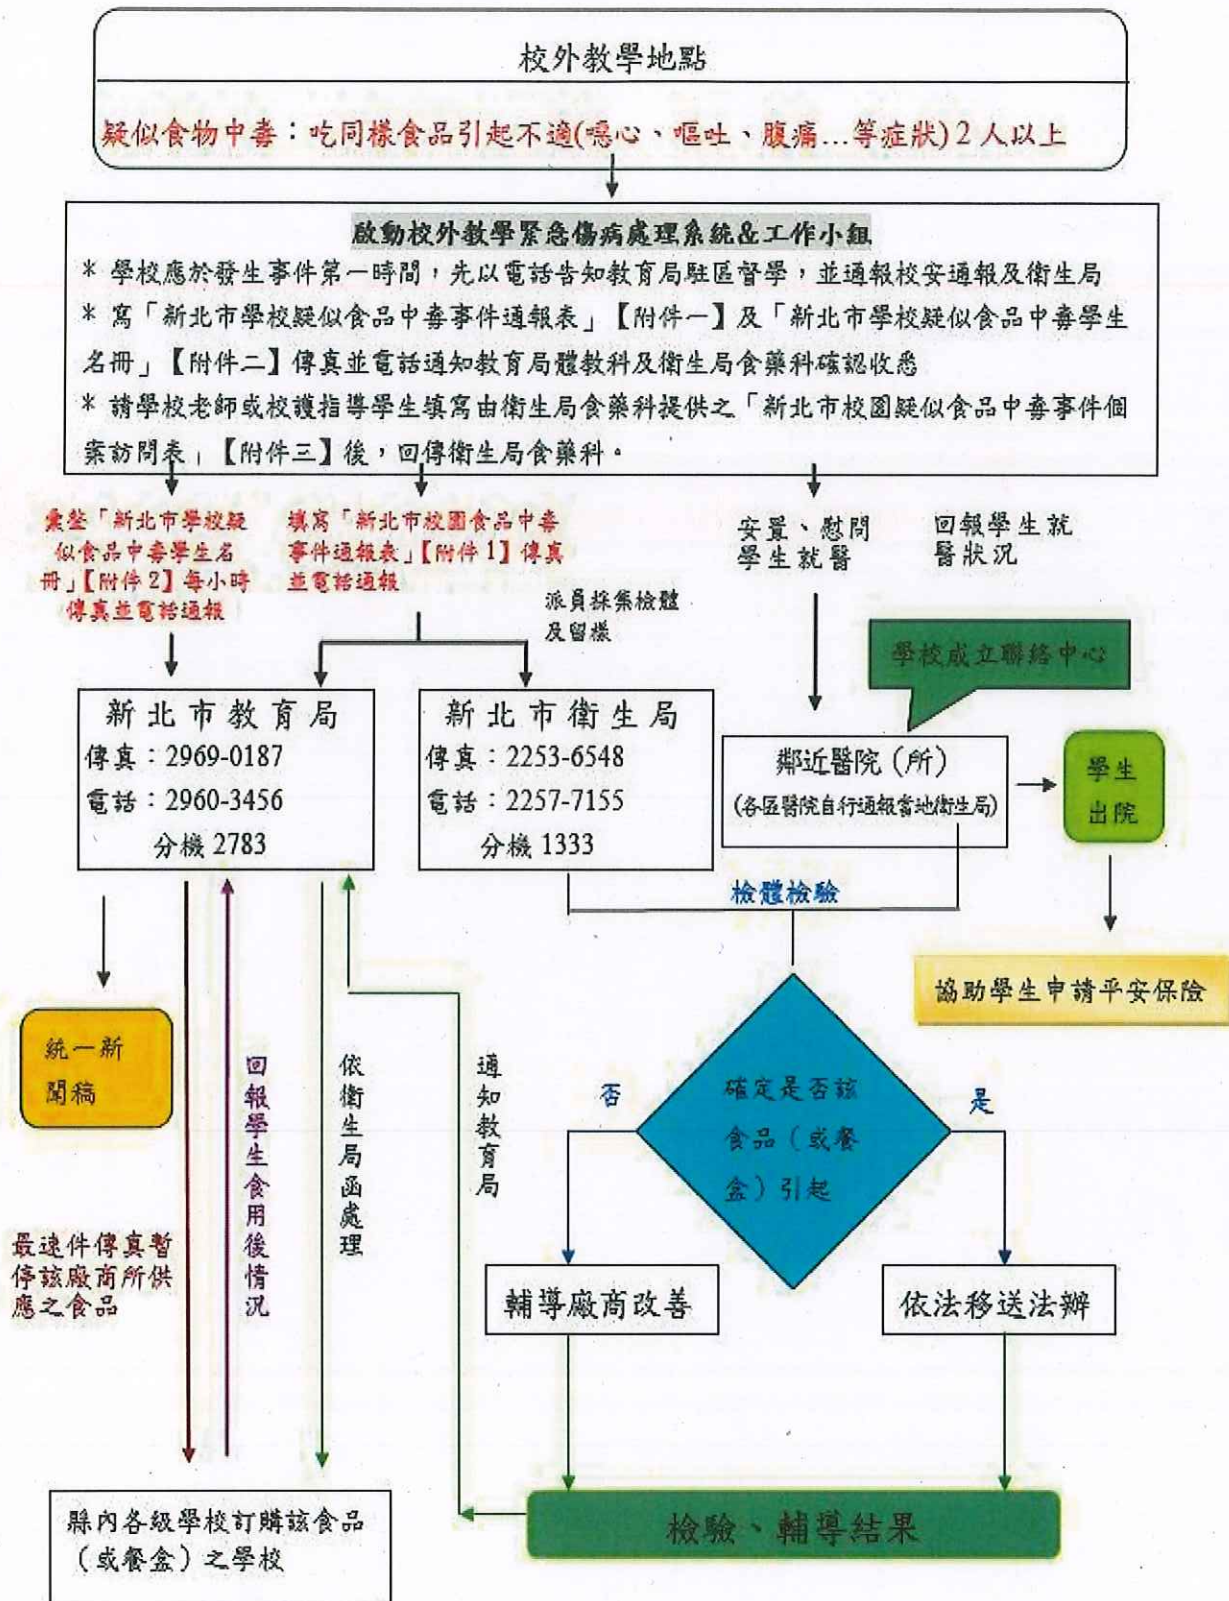 校外教學地點
疑似食物中毒：吃同樣食品引起不適(噁心、嘔吐、腹痛…等症狀)2人以上
啟動校外教學緊急傷病處理系統&工作小組
* 學校應於發生事件第一時間，先以電話告知教育局駐區督學，並通報校安通報及衛生局
* 寫「新北市學校疑似食品中毒事件通報表」【附件一】及「新北市學校疑似食品中毒學生
名冊」【附件二】傳真並電話通知教育局體教科及衛生局食藥科確認收悉
* 請學校老師或校護指導學生填寫由衛生局食藥科提供之「新北市校園疑似食品中毒事件個
案訪問表」【附件三】後，回傳衛生局食藥科。
彙整「新北市學校疑
似食品中毒學生名
冊」【附件2】每小時
傳真並電話通報
填寫「新北市校園食品中毒
事件通報表」【附件1】傳真
並電話通報
安置、慰問
學生就醫
回報學生就
醫狀況
派員採集檢體
及留樣
學校成立聯絡中心
新北市教育局
傳真：2969-0187
電話：2960-3456
分機 2783
新北市衛生局
傳真：2253-6548
電話：2257-7155
分機 1333
鄰近醫院（所）
(各區醫院自行通報當地衛生局)
學生
出院
檢體檢驗
協助學生申請平安保險
統一新
聞稿
回報學生食用後情況
依衛生局函處理
通知教育局
否
確定是否該
食品（或餐
盒）引起
是
最速件傳真暫
停該廠商所供
應之食品
輔導廠商改善
依法移送法辦
縣內各級學校訂購該食品
（或餐盒）之學校
檢驗、輔導結果